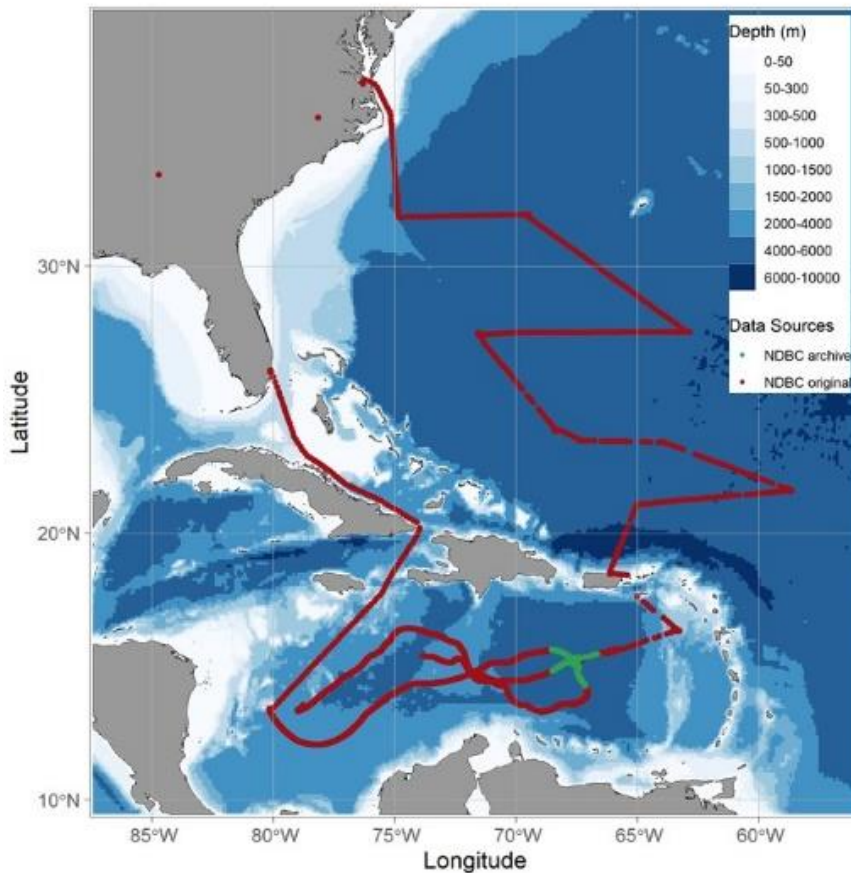 Depth (m)
0-50
50-300
300-500
500-1000
1000-1500
1500-2000
2000-4000
4000-6000
6000-10000
Data Sources
NDBC archive
NDBC original
30°N
20°N
10°N
Latitude
85°W
80°W
75°W
70°W
65°W
60°W
Longitude